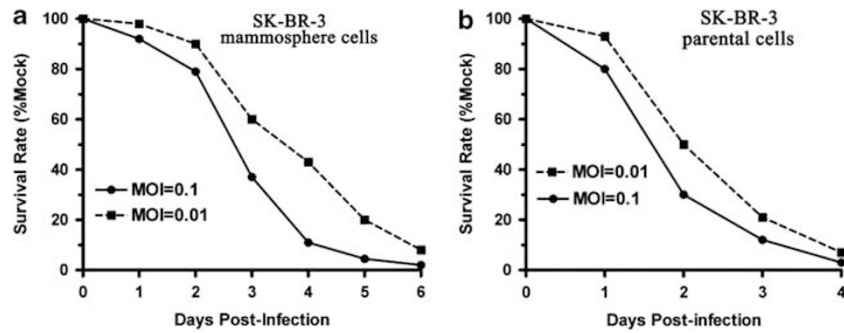 a
SK-BR-3
mammosphere cells
Survival Rate (%Mock)
100
80
60
40
20
0
MOI=0.1
MOI=0.01
0 1 2 3 4 5 6
Days Post-Infection
b
SK-BR-3
parental cells
Survival Rate (%Mock)
100
80
60
40
20
0
MOI=0.01
MOI=0.1
0 1 2 3 4
Days Post-infection